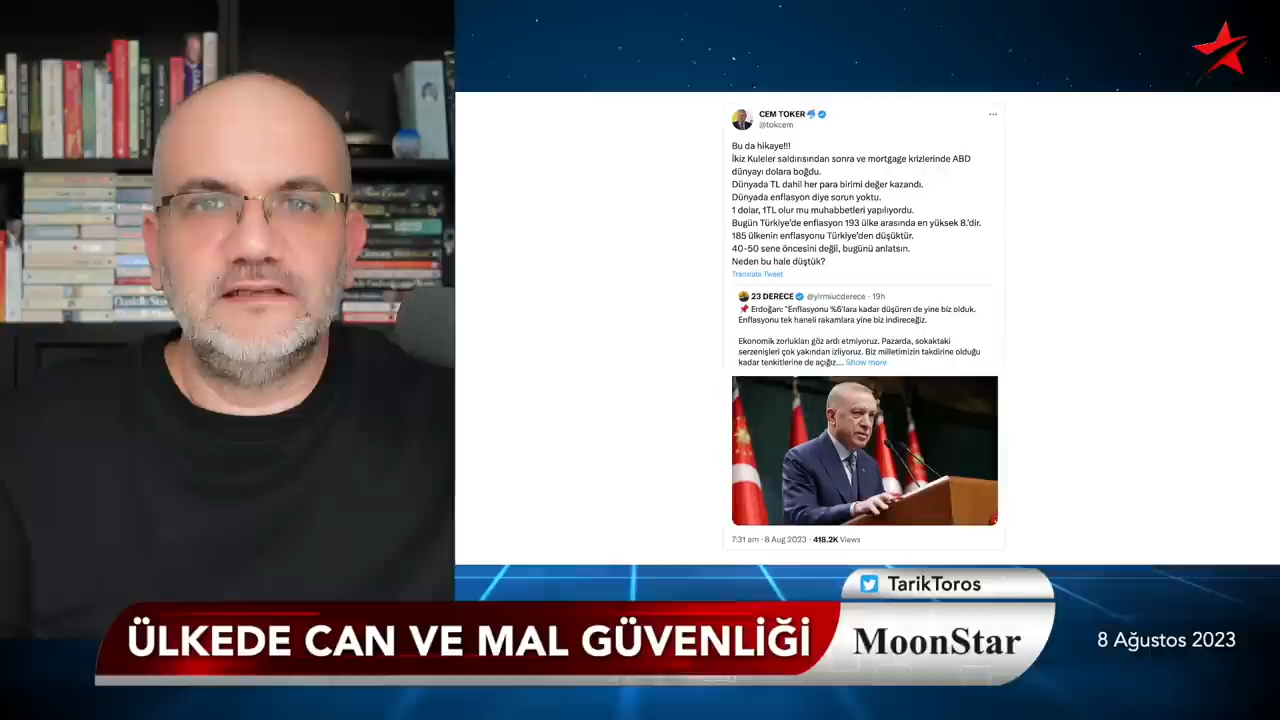 CEM TOKER
@tokcem
Bu da hikaye!!!
İkiz Kuleler saldırısından sonra ve mortgage krizlerinde ABD
dünyayı dolara boğdu.
Dünyada TL dahil her para birimi değer kazandı.
Dünyada enflasyon diye sorun yoktu.
1 dolar, 1TL olur mu muhabbetleri yapılıyordu.
Bugün Türkiye'de enflasyon 193 ülke arasında en yüksek 8.'dir.
185 ülkenin enflasyonu Türkiye'den düşüktür.
40-50 sene öncesini değil, bugünü anlatsın.
Neden bu hale düştük?
Translate Tweet
23 DERECE @yirmiucderece · 19h
📌 Erdoğan: "Enflasyonu %6'lara kadar düşüren de yine biz olduk.
Enflasyonu tek haneli rakamlara yine biz indireceğiz.
Ekonomik zorlukları göz ardı etmiyoruz. Pazarda, sokaktaki
serzenişleri çok yakından izliyoruz. Biz milletimizin takdirine olduğu
kadar tenkitlerine de açığız.... Show more
7:31 am · 8 Aug 2023 · 418.2K Views
TarikToros
ÜLKEDE CAN VE MAL GÜVENLİĞİ
MoonStar
8 Ağustos 2023